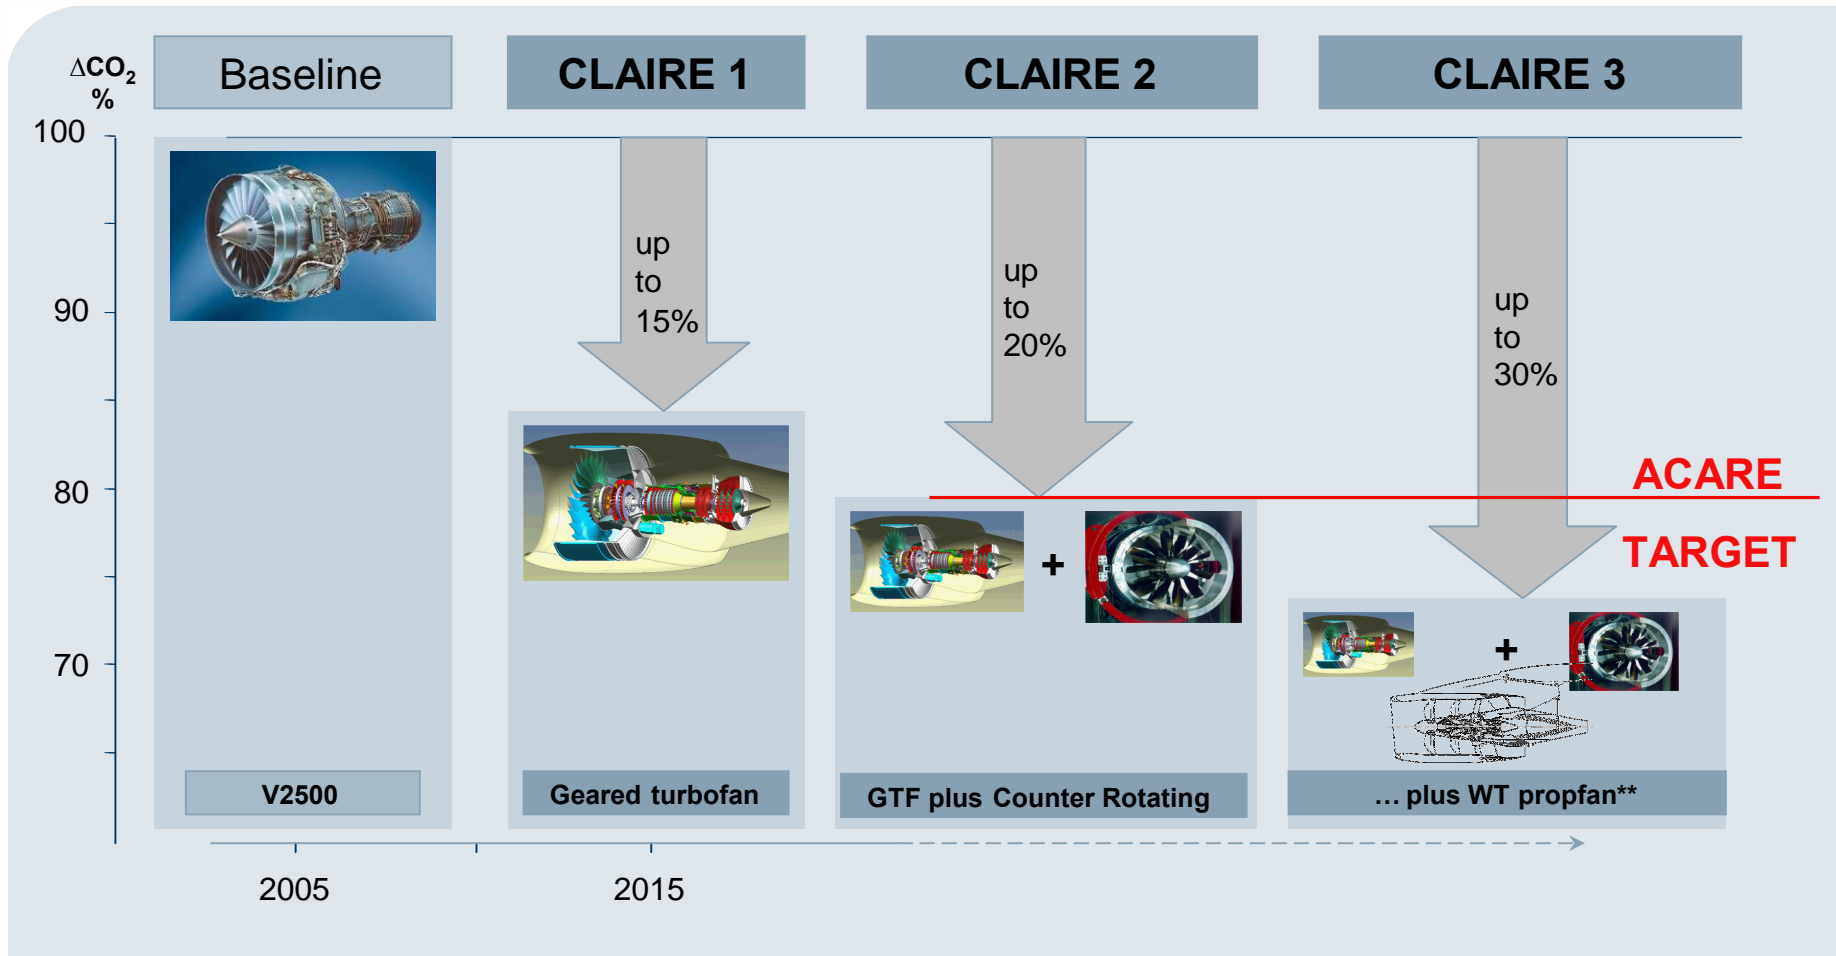 ΔCO₂
%
Baseline
CLAIRE 1
CLAIRE 2
CLAIRE 3
100
90
80
70
up
to
15%
up
to
20%
up
to
30%
ACARE
TARGET
+
+
V2500
Geared turbofan
GTF plus Counter Rotating
... plus WT propfan**
2005
2015